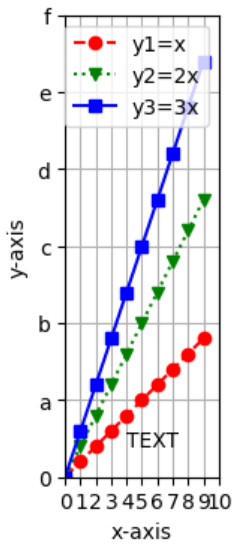 f
y1=x
y2=2x
y3=3x
e
d
c
b
a
TEXT
0
0 1 2 3 4 5 6 7 8 9 10
x-axis
y-axis